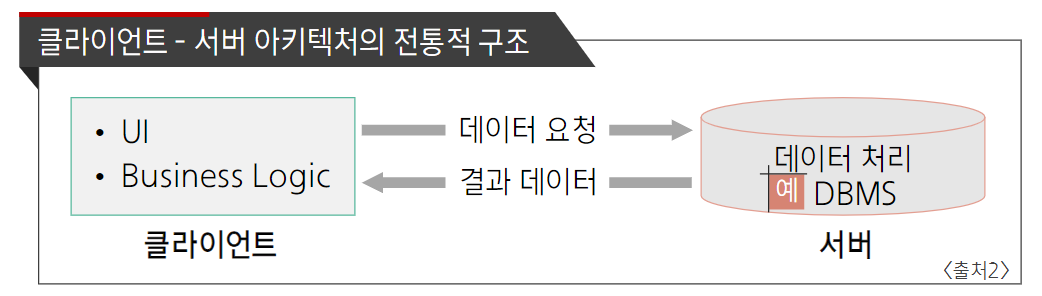 클라이언트 - 서버 아키텍처의 전통적 구조
• UI
• Business Logic
클라이언트
데이터 요청
결과 데이터
데이터 처리
예 DBMS
서버
〈출처2〉